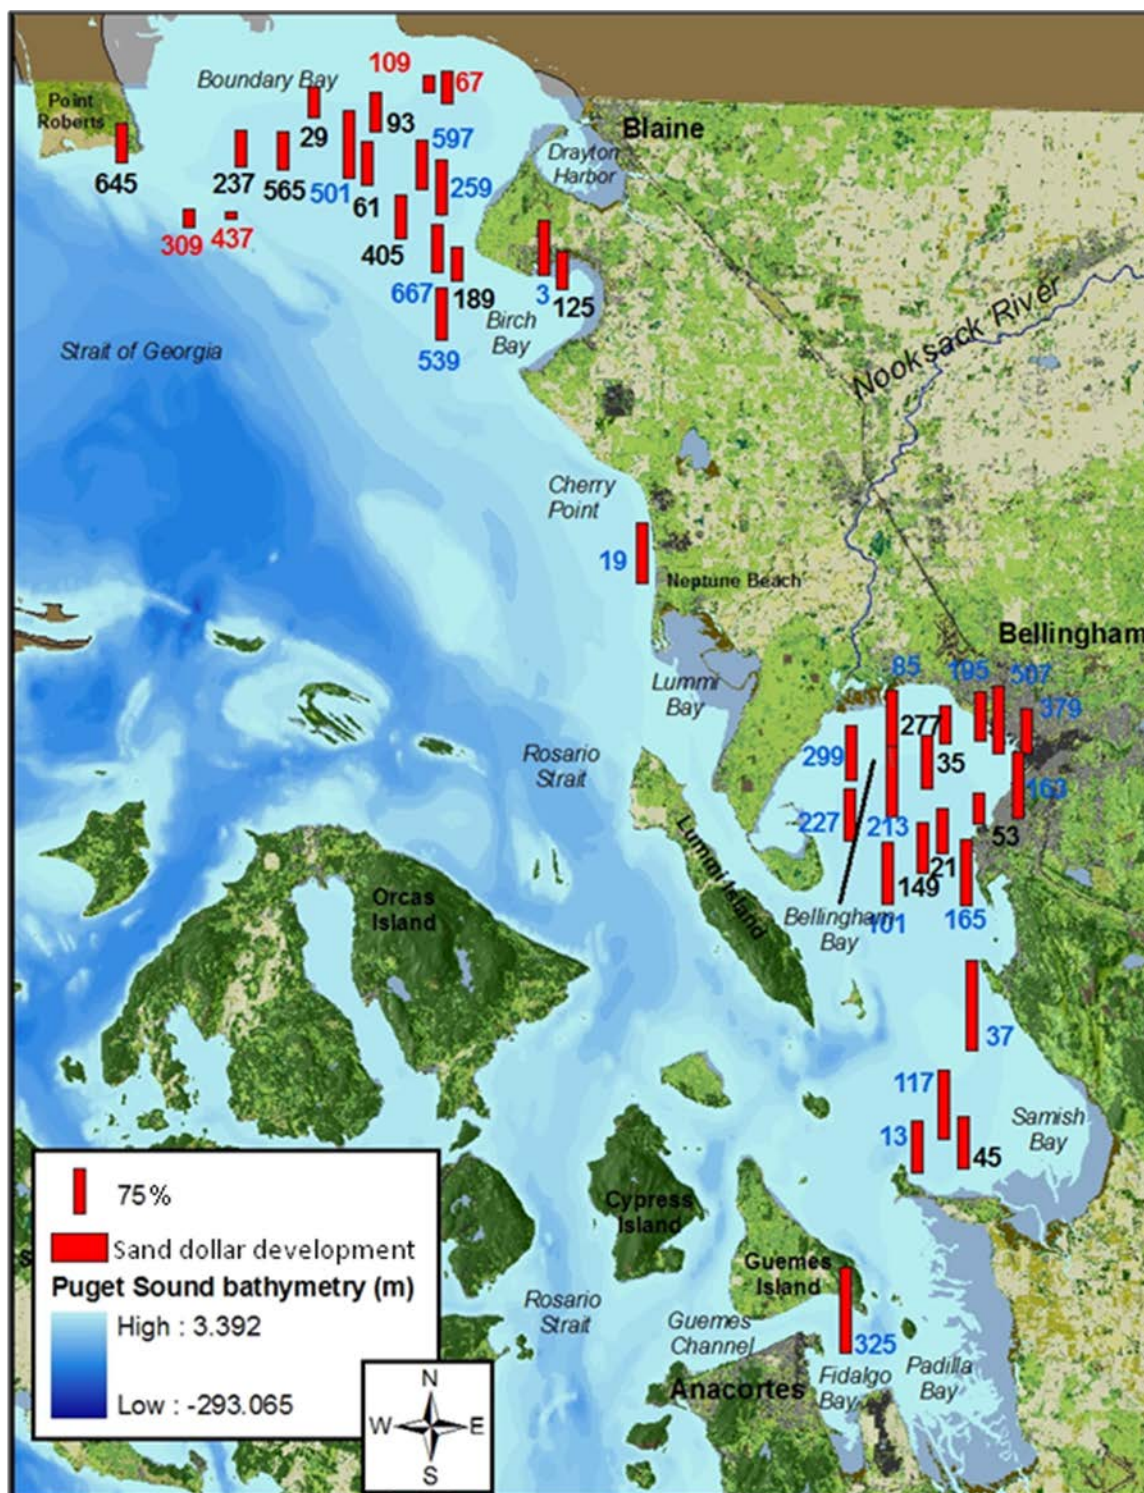 109
67
Boundary Bay
Point
Roberts
29
93
597
Blaine
Drayton
Harbor
645
237
565
501
61
259
309
437
405
667
189
3
125
Birch
Bay
539
Strait of Georgia
Nooksack River
Cherry
Point
19
Neptune Beach
Bellingham
85
195
507
Lummi
Bay
277
379
299
35
163
Rosario
Strait
227
213
53
Lummi Island
149
21
Orcas
Island
Bellingham
Bay
101
165
37
117
13
45
Samish
Bay
Cypress
Island
Guemes
Island
Rosario
Strait
Guemes
Channel
325
Anacortes
Fidalgo
Bay
Padilla
Bay
75%
Sand dollar development
Puget Sound bathymetry (m)
High : 3.392
Low : -293.065
N
W
E
S